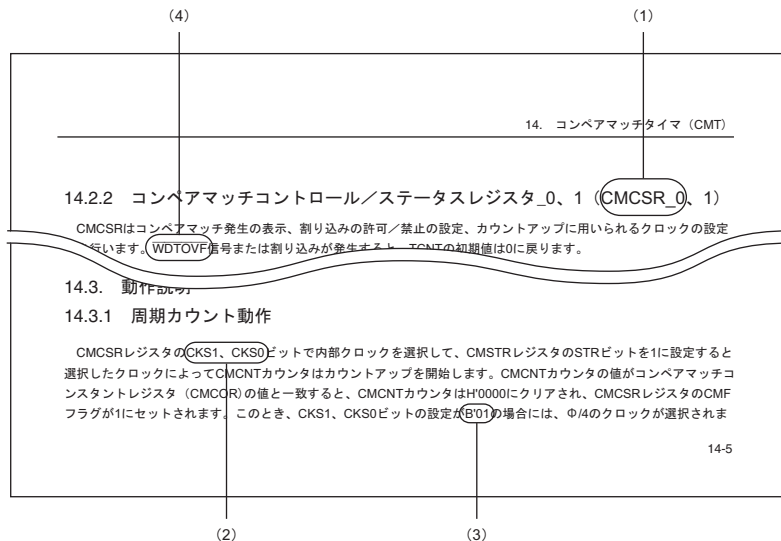 (4)
(1)
14. コンペアマッチタイマ（CMT）
14.2.2 コンペアマッチコントロール／ステータスレジスタ_0、1（CMCSR_0、1）
CMCSRはコンペアマッチ発生の表示、割り込みの許可／禁止の設定、カウントアップに用いられるクロックの設定
行います。WDTOVF信号または割り込みが発生すると、TCNTの初期値は0に戻ります。
14.3. 動作説明
14.3.1 周期カウント動作
CMCSRレジスタのCKS1、CKS0ビットで内部クロックを選択して、CMSTRレジスタのSTRビットを1に設定すると
選択したクロックによってCMCNTカウンタはカウントアップを開始します。CMCNTカウンタの値がコンペアマッチコ
ンスタントレジスタ（CMCOR)の値と一致すると、CMCNTカウンタはH'0000にクリアされ、CMCSRレジスタのCMF
フラグが1にセットされます。このとき、CKS1、CKS0ビットの設定がB'01の場合には、Φ/4のクロックが選択されま
14-5
(2)
(3)